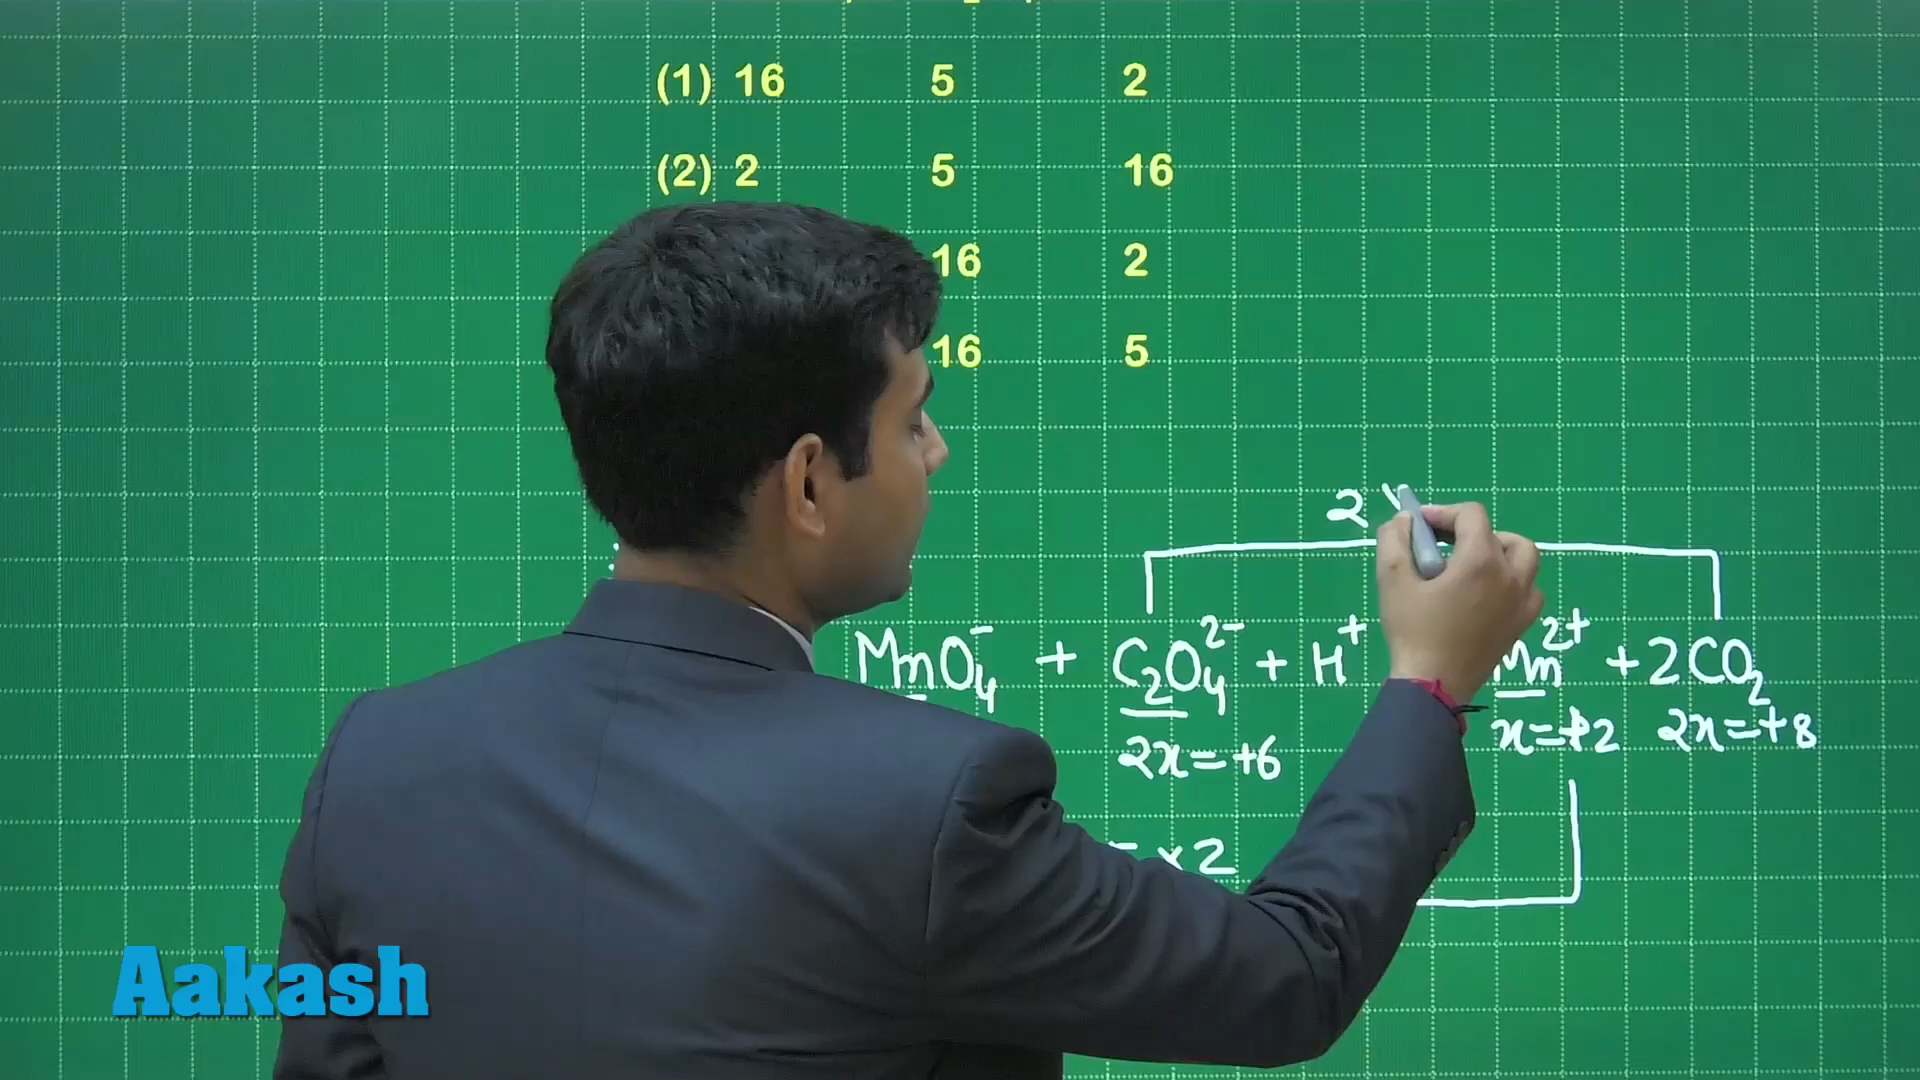 (1) 16 5 2
(2) 2 5 16
16 2
16 5
2
MnO₄⁻ + C₂O₄²⁻ + H⁺ Mn²⁺ + 2CO₂
2x=+6 x=+2 2x=+8
×2
Aakash